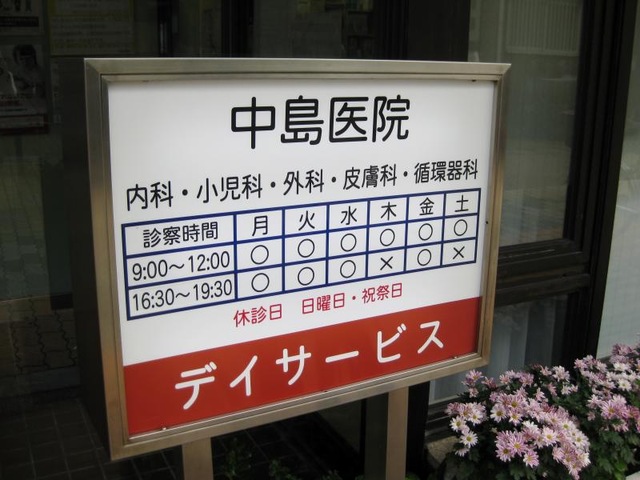 中島医院
内科・小児科・外科・皮膚科・循環器科
診察時間 月 火 水 木 金 土
9:00～12:00 ○ ○ ○ ○ ○ ○
16:30～19:30 ○ ○ ○ × ○ ×
休診日 日曜日・祝祭日
デイサービス